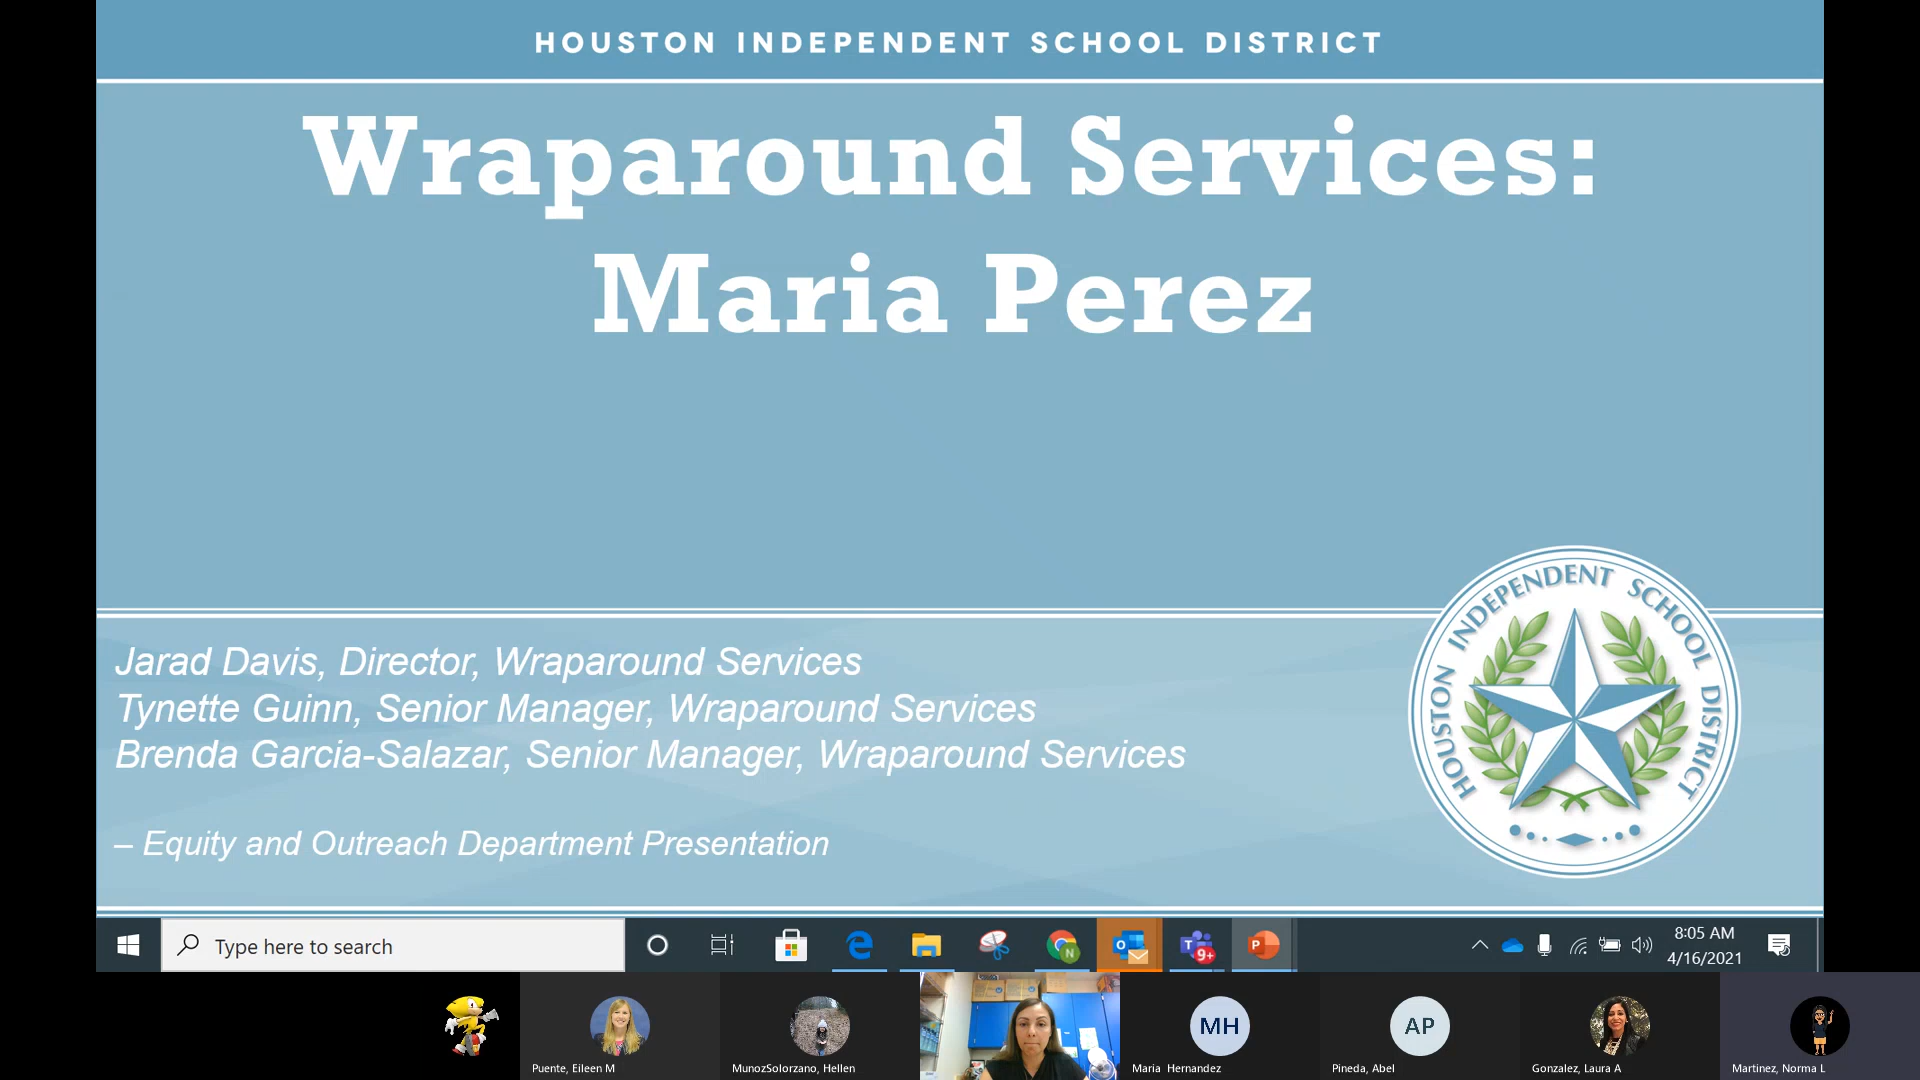 HOUSTON INDEPENDENT SCHOOL DISTRICT
Wraparound Services:
Maria Perez
Jarad Davis, Director, Wraparound Services
Tynette Guinn, Senior Manager, Wraparound Services
Brenda Garcia-Salazar, Senior Manager, Wraparound Services
– Equity and Outreach Department Presentation
HOUSTON INDEPENDENT SCHOOL DISTRICT
Type here to search
N
9+
8:05 AM
4/16/2021
MH
AP
Puente, Eileen M
MunozSolorzano, Hellen
Maria Hernandez
Pineda, Abel
Gonzalez, Laura A
Martinez, Norma L